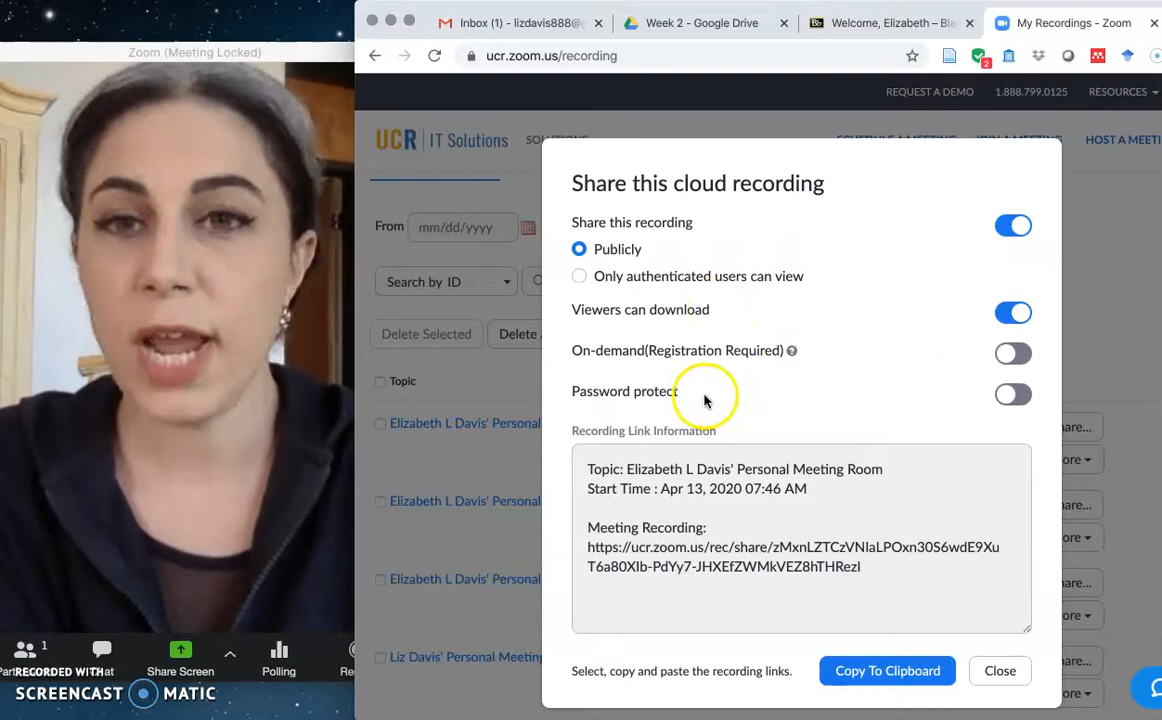 Zoom (Meeting Locked)
Inbox (1) - lizdavis888@g
Week 2 - Google Drive
Welcome, Elizabeth – Bla
My Recordings - Zoom
ucr.zoom.us/recording
2
REQUEST A DEMO 1.888.799.0125 RESOURCES
UCR | IT Solutions
From mm/dd/yyyy
Search by ID
Delete Selected
Topic
Elizabeth L Davis' Personal
Elizabeth L Davis' Personal
Elizabeth L Davis' Personal
Liz Davis' Personal Meeting
Share this cloud recording
Share this recording
Publicly
Only authenticated users can view
Viewers can download
On-demand(Registration Required)
Password protect
Recording Link Information
Topic: Elizabeth L Davis' Personal Meeting Room
Start Time : Apr 13, 2020 07:46 AM
Meeting Recording:
https://ucr.zoom.us/rec/share/zMxnLZTCzVNlaLPOxn30S6wdE9Xu
T6a80XIb-PdYy7-JHXEfZWMkVEZ8hTHRezI
Select, copy and paste the recording links.
Copy To Clipboard
Close
1
Share Screen
Polling
RECORDED WITH
SCREENCAST MATIC